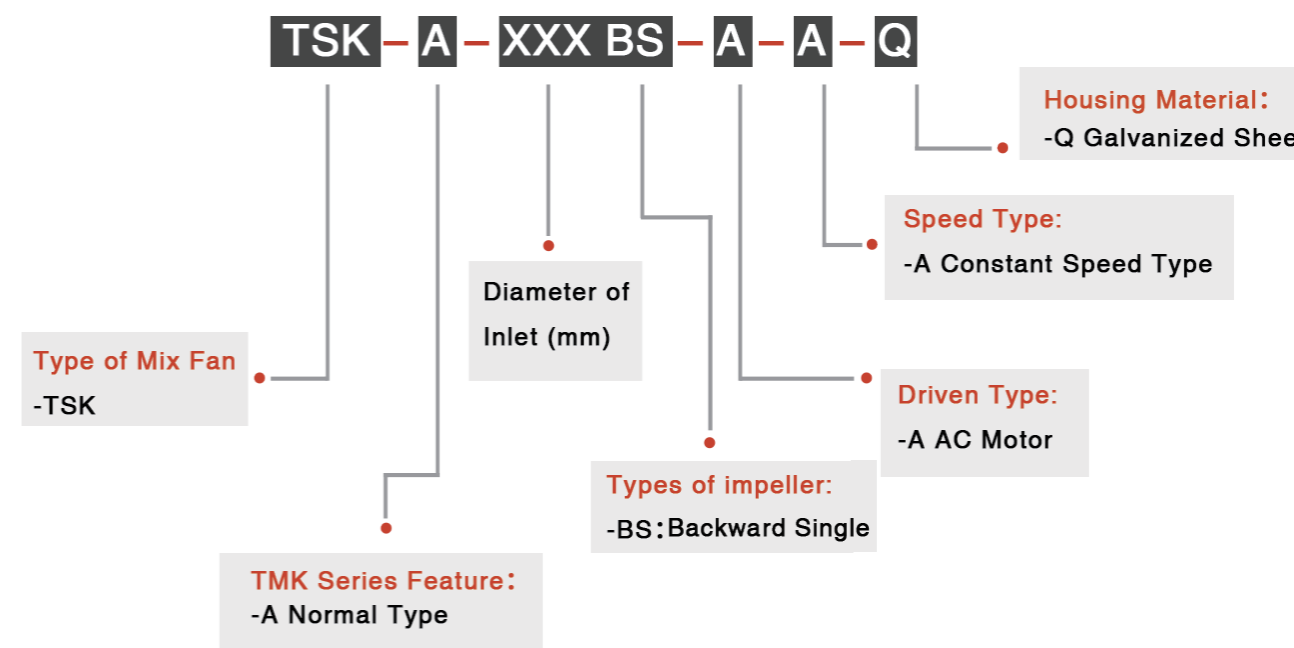 TSK-A-XXX BS-A-A-Q
Housing Material：
-Q Galvanized Shee
Speed Type:
-A Constant Speed Type
Diameter of
Inlet (mm)
Type of Mix Fan
-TSK
Driven Type:
-A AC Motor
Types of impeller:
-BS：Backward Single
TMK Series Feature：
-A Normal Type